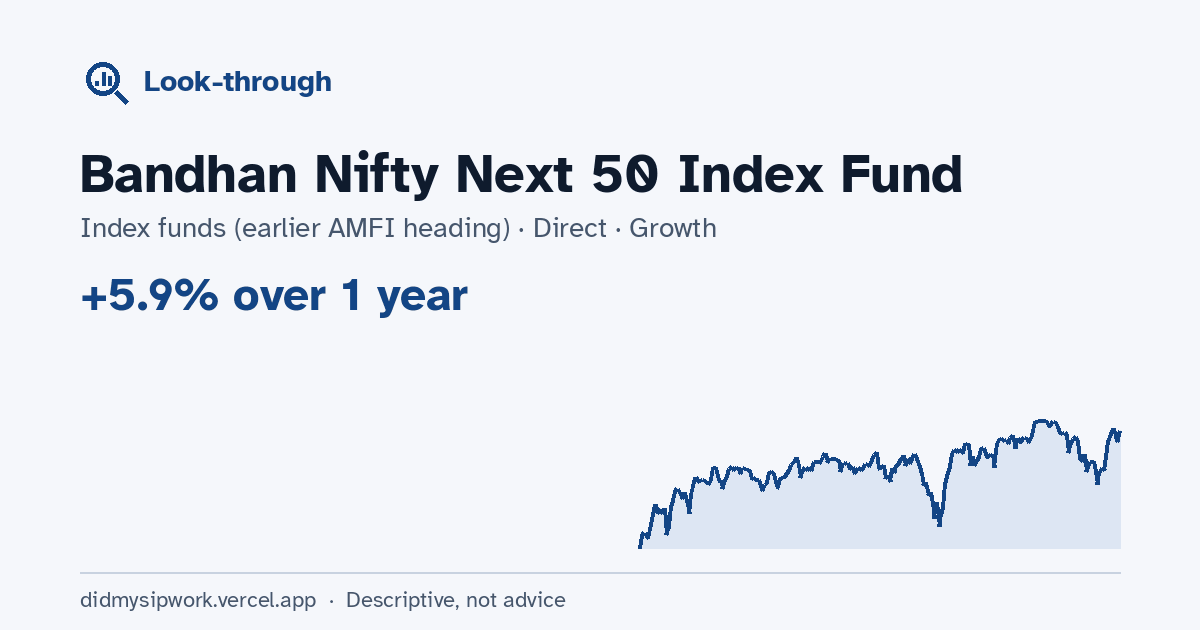 Look-through
Bandhan Nifty Next 50 Index Fund
Index funds (earlier AMFI heading) · Direct · Growth
+5.9% over 1 year
didmysipwork.vercel.app · Descriptive, not advice